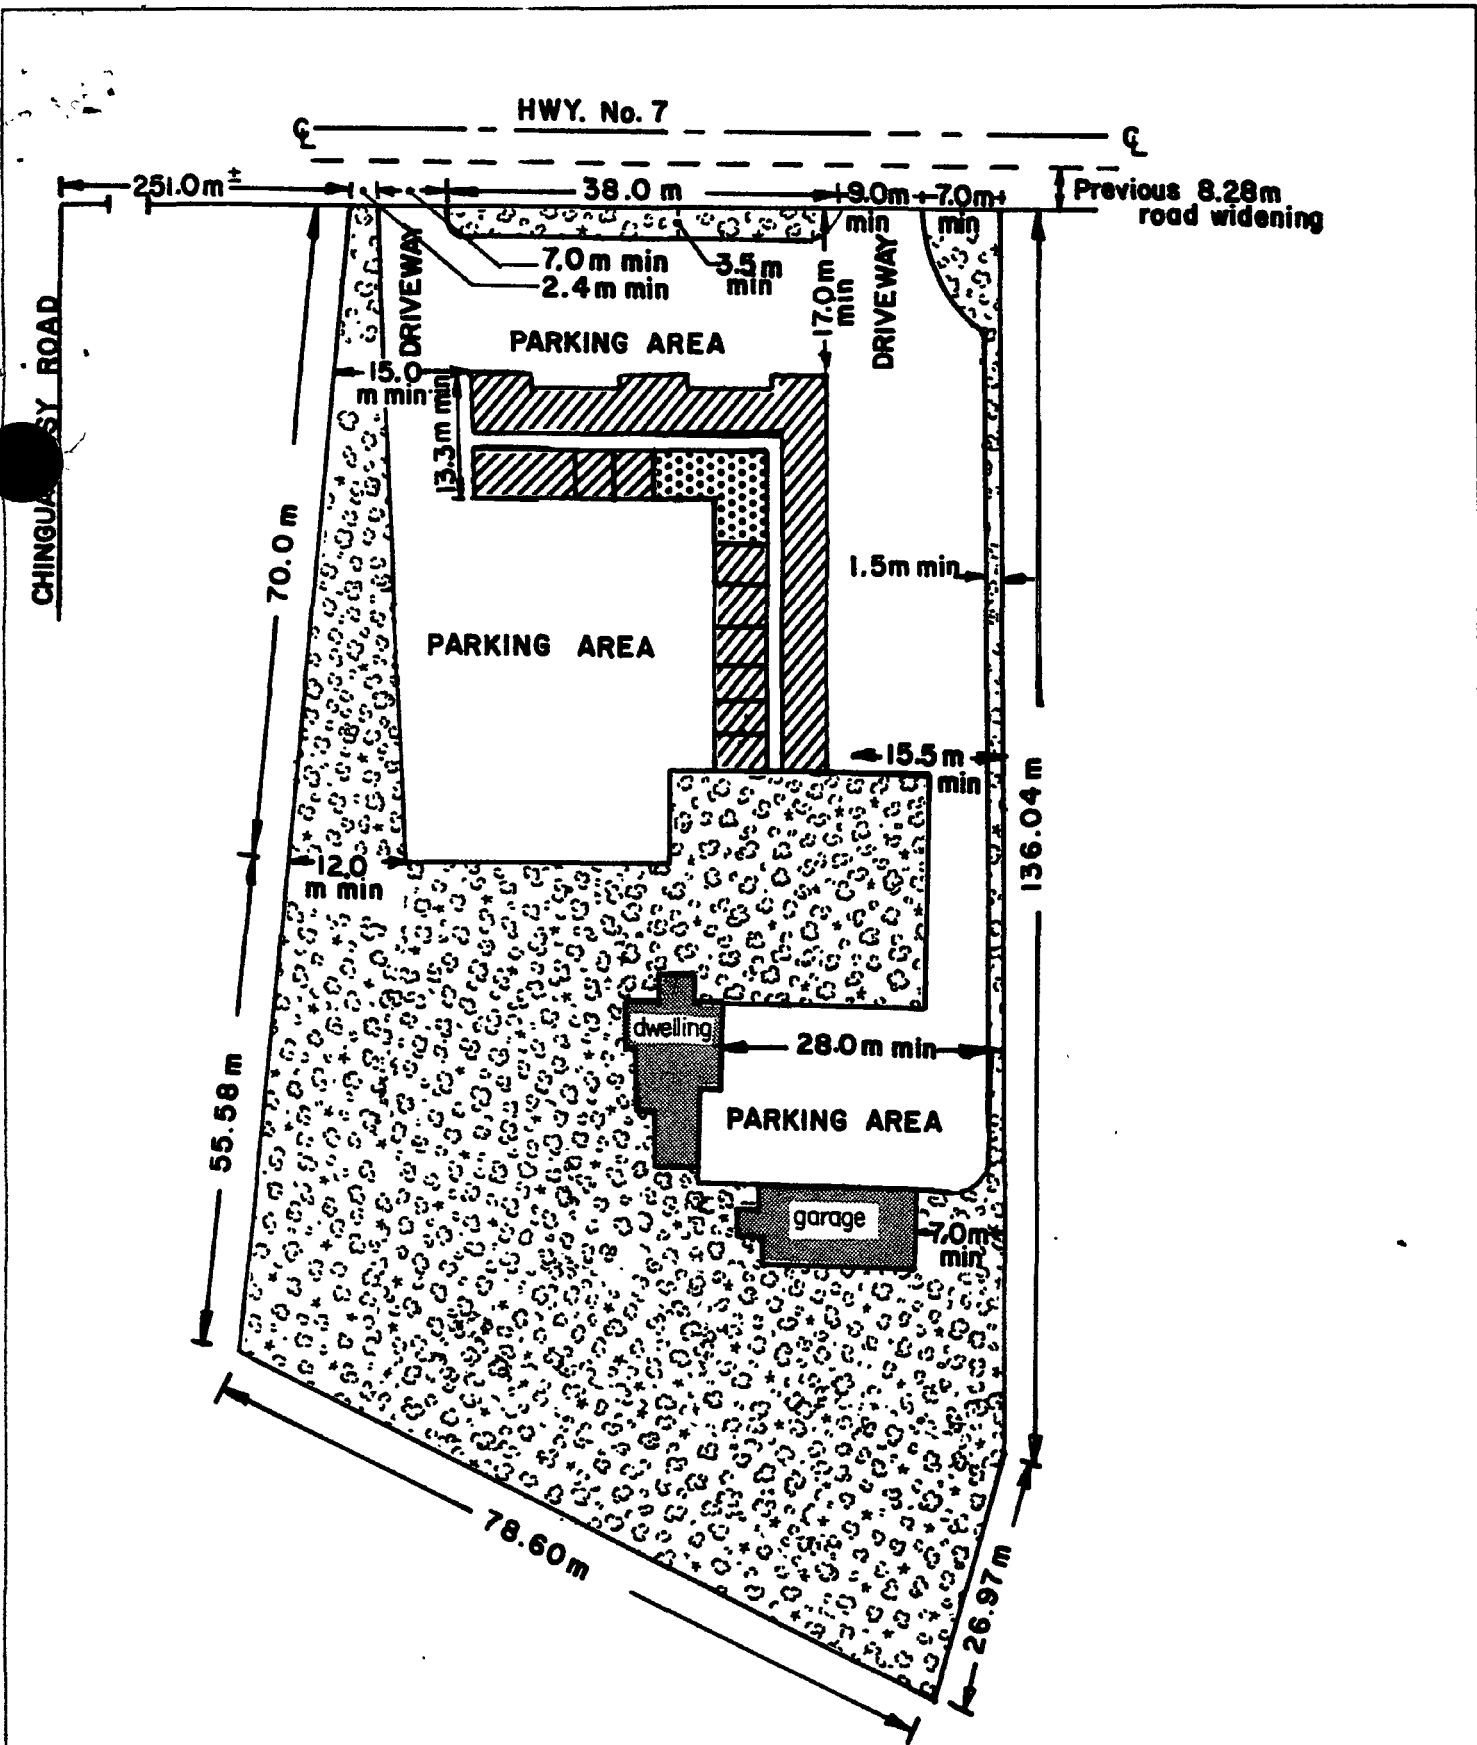 HWY. No. 7
℄
℄
251.0m±
38.0 m
9.0m
min
7.0m
min
Previous 8.28m
road widening
7.0m min
2.4m min
3.5m
min
17.0m
min
DRIVEWAY
DRIVEWAY
PARKING AREA
15.0
m min
13.3m min
ROAD
70.0 m
1.5m min
PARKING AREA
15.5m
min
136.04 m
12.0
m min
dwelling
28.0m min
55.58m
PARKING AREA
garage
7.0m
min
78.60m
26.97m